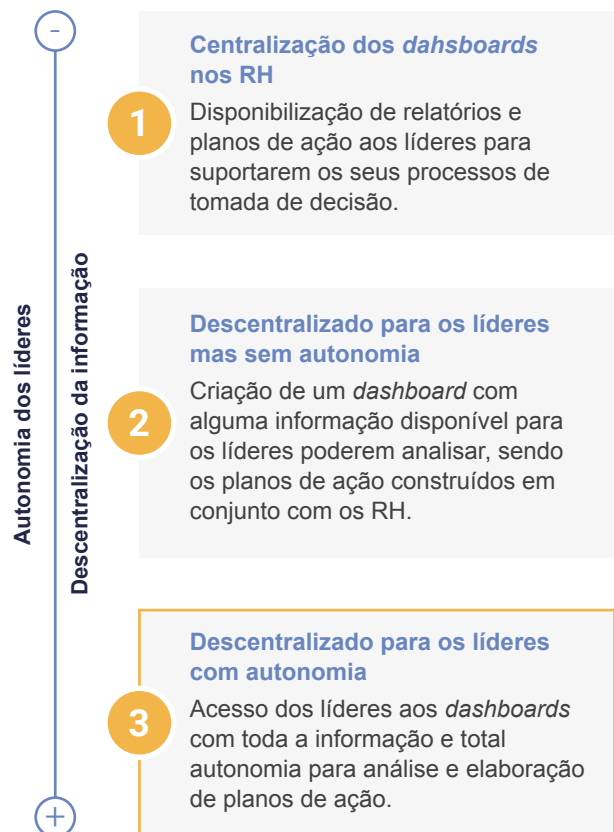 -
Centralização dos dahsboards
nos RH
1
Disponibilização de relatórios e
planos de ação aos líderes para
suportarem os seus processos de
tomada de decisão.
Autonomia dos líderes
Descentralização da informação
Descentralizado para os líderes
mas sem autonomia
2
Criação de um dashboard com
alguma informação disponível para
os líderes poderem analisar, sendo
os planos de ação construídos em
conjunto com os RH.
Descentralizado para os líderes
com autonomia
3
Acesso dos líderes aos dashboards
com toda a informação e total
autonomia para análise e elaboração
de planos de ação.
+